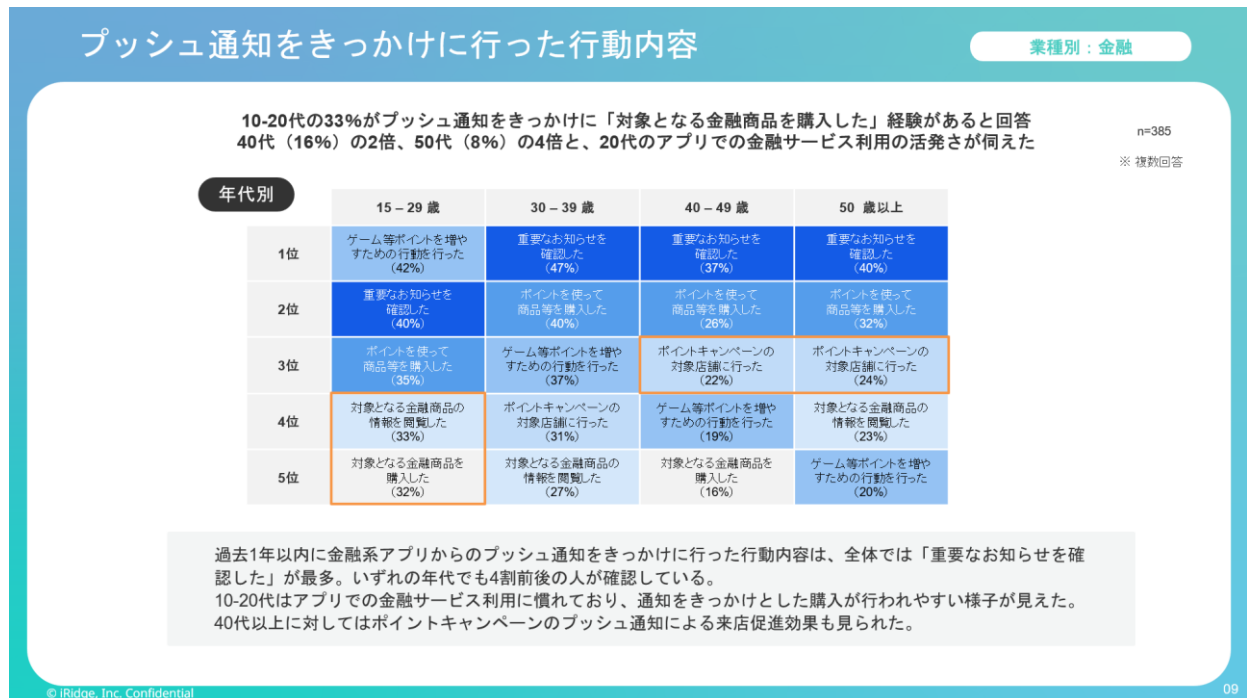 プッシュ通知をきっかけに行った行動内容
業種別：金融
10-20代の33%がプッシュ通知をきっかけに「対象となる金融商品を購入した」経験があると回答
40代（16%）の2倍、50代（8%）の4倍と、20代のアプリでの金融サービス利用の活発さが伺えた
n=385
※ 複数回答
年代別
15 – 29 歳
30 – 39 歳
40 – 49 歳
50 歳以上
1位
ゲーム等ポイントを増や
すための行動を行った
(42%)
重要なお知らせを
確認した
(47%)
重要なお知らせを
確認した
(37%)
重要なお知らせを
確認した
(40%)
2位
重要なお知らせを
確認した
(40%)
ポイントを使って
商品等を購入した
(40%)
ポイントを使って
商品等を購入した
(26%)
ポイントを使って
商品等を購入した
(32%)
3位
ポイントを使って
商品等を購入した
(35%)
ゲーム等ポイントを増や
すための行動を行った
(37%)
ポイントキャンペーンの
対象店舗に行った
(22%)
ポイントキャンペーンの
対象店舗に行った
(24%)
4位
対象となる金融商品の
情報を閲覧した
(33%)
ポイントキャンペーンの
対象店舗に行った
(31%)
ゲーム等ポイントを増や
すための行動を行った
(19%)
対象となる金融商品の
情報を閲覧した
(23%)
5位
対象となる金融商品を
購入した
(32%)
対象となる金融商品の
情報を閲覧した
(27%)
対象となる金融商品を
購入した
(16%)
ゲーム等ポイントを増や
すための行動を行った
(20%)
過去1年以内に金融系アプリからのプッシュ通知をきっかけに行った行動内容は、全体では「重要なお知らせを確
認した」が最多。いずれの年代でも4割前後の人が確認している。
10-20代はアプリでの金融サービス利用に慣れており、通知をきっかけとした購入が行われやすい様子が見えた。
40代以上に対してはポイントキャンペーンのプッシュ通知による来店促進効果も見られた。
© iRidge, Inc. Confidential
09